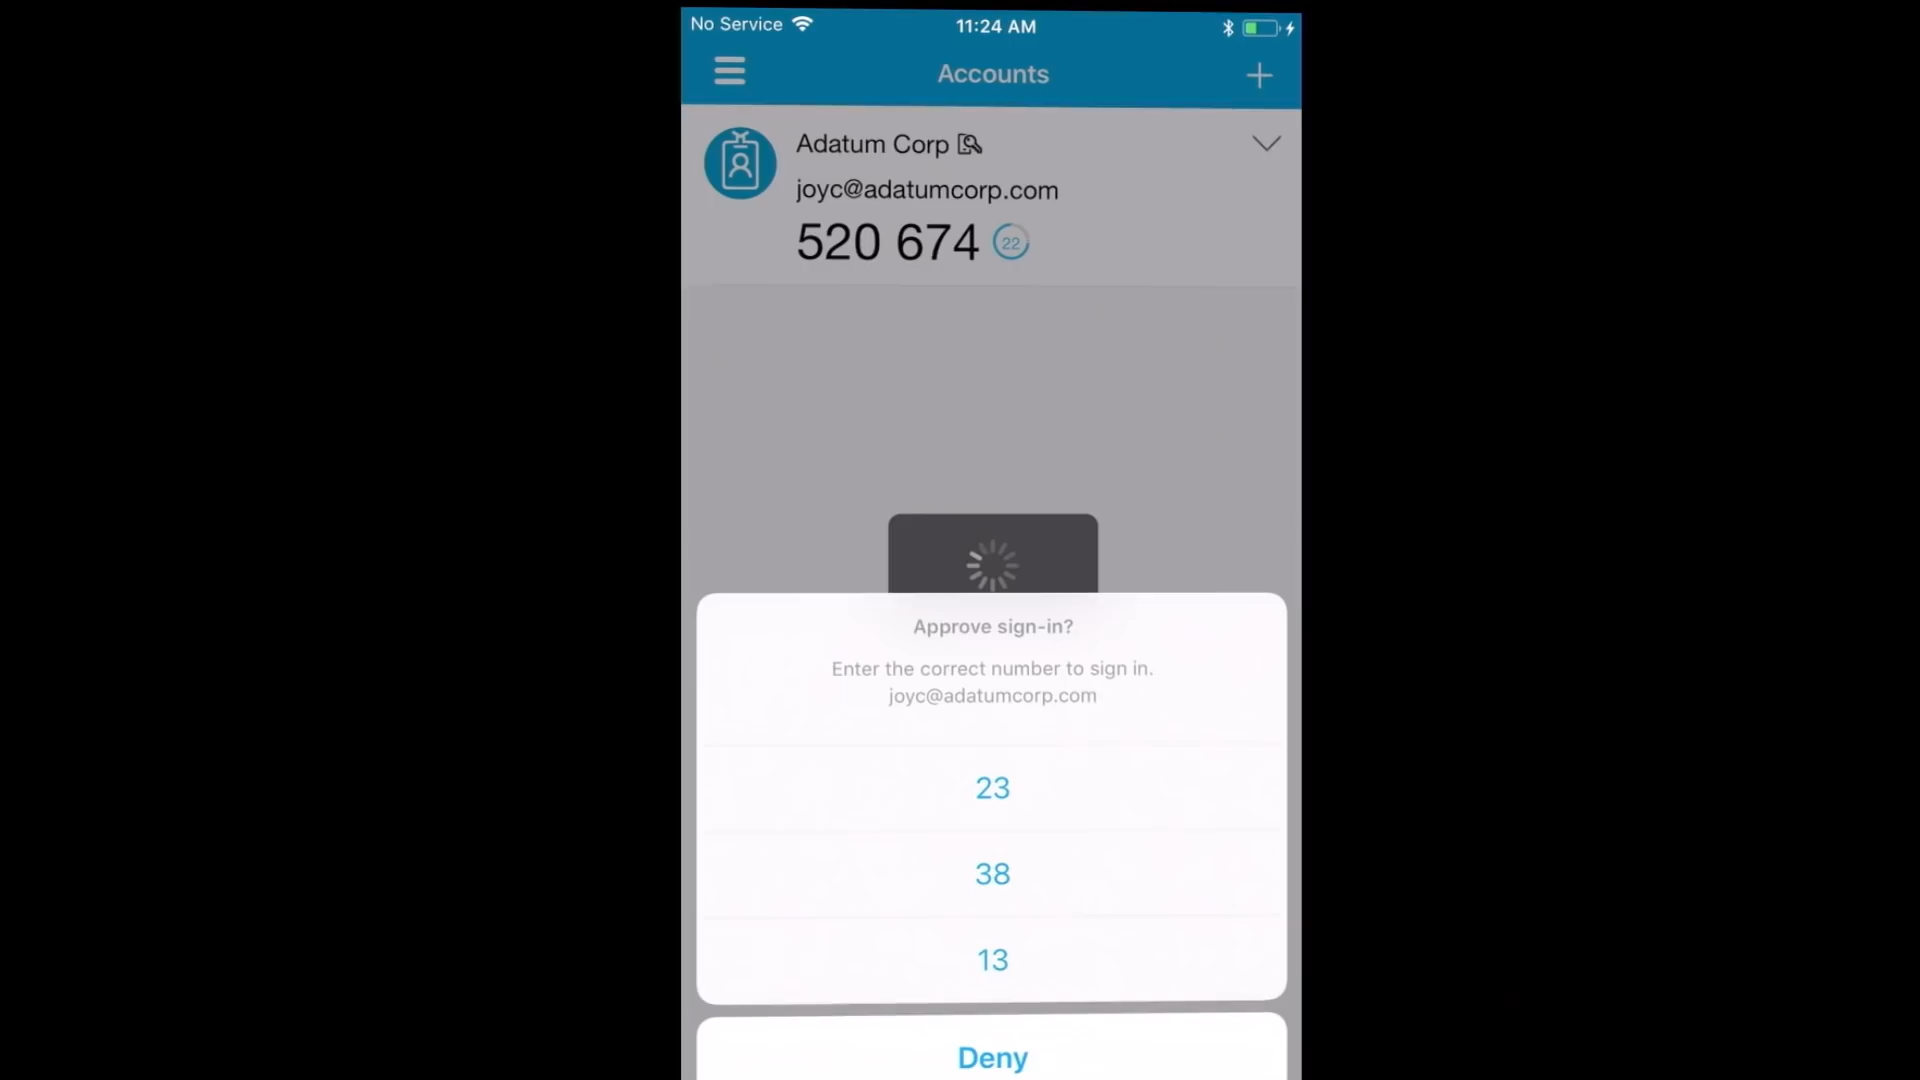 No Service
11:24 AM
Accounts
Adatum Corp
joyc@adatumcorp.com
520 674
22
Approve sign-in?
Enter the correct number to sign in.
joyc@adatumcorp.com
23
38
13
Deny